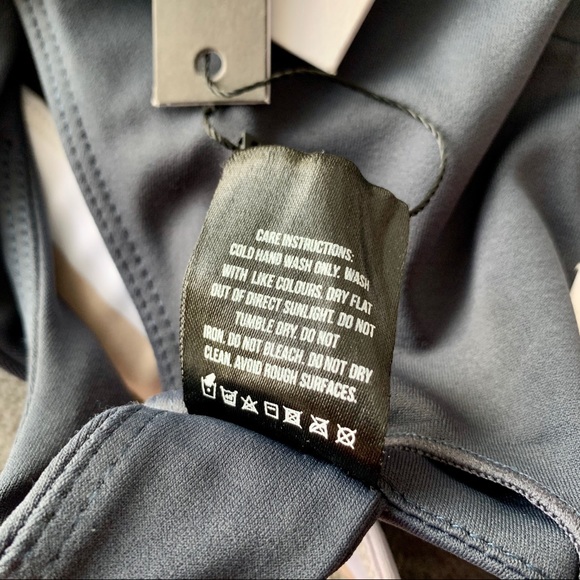 CARE INSTRUCTIONS:
COLD HAND WASH ONLY. WASH
WITH LIKE COLOURS. DRY FLAT
OUT OF DIRECT SUNLIGHT. DO NOT
TUMBLE DRY. DO NOT
IRON. DO NOT BLEACH. DO NOT DRY
CLEAN. AVOID ROUGH SURFACES.